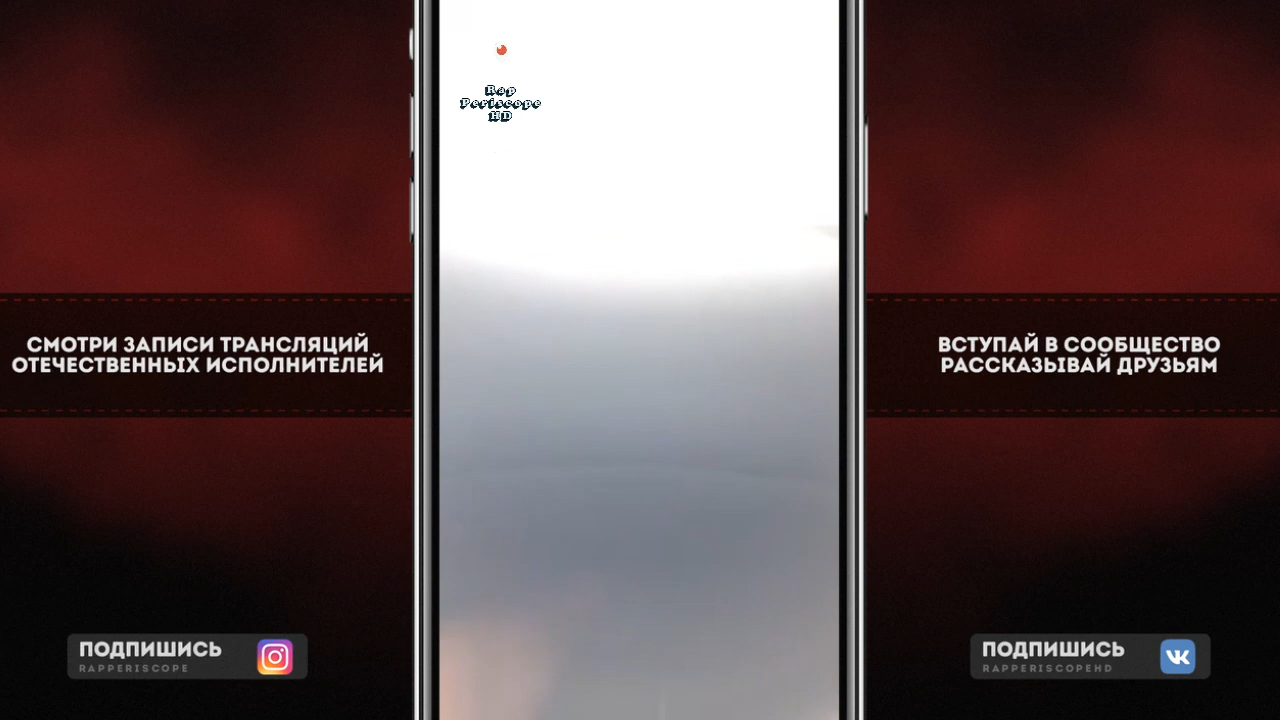 Rap
Periscope
HD
СМОТРИ ЗАПИСИ ТРАНСЛЯЦИЙ
ОТЕЧЕСТВЕННЫХ ИСПОЛНИТЕЛЕЙ
ВСТУПАЙ В СООБЩЕСТВО
РАССКАЗЫВАЙ ДРУЗЬЯМ
ПОДПИШИСЬ
RAPPERISCOPE
ПОДПИШИСЬ
RAPPERISCOPEHD